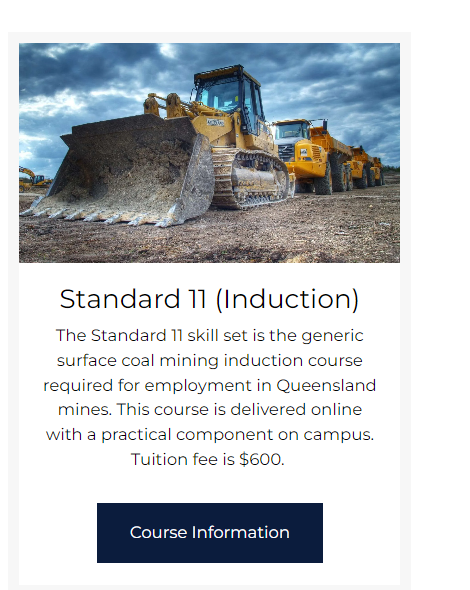 Standard 11 (Induction)
The Standard 11 skill set is the generic
surface coal mining induction course
required for employment in Queensland
mines. This course is delivered online
with a practical component on campus.
Tuition fee is $600.
Course Information